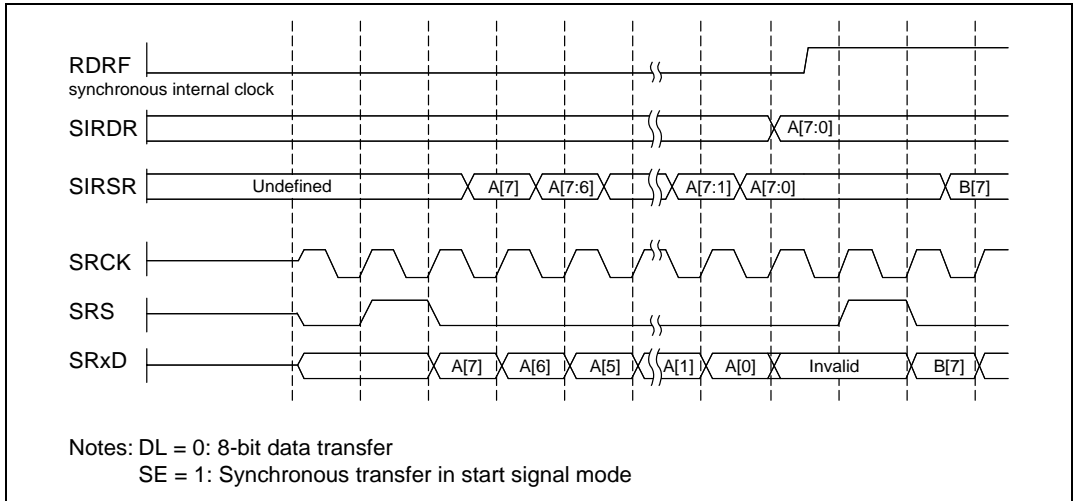 RDRF
synchronous internal clock
SIRDR A[7:0]
SIRSR Undefined A[7] A[7:6] A[7:1] A[7:0] B[7]
SRCK
SRS
SRxD A[7] A[6] A[5] A[1] A[0] Invalid B[7]
Notes: DL = 0: 8-bit data transfer
SE = 1: Synchronous transfer in start signal mode